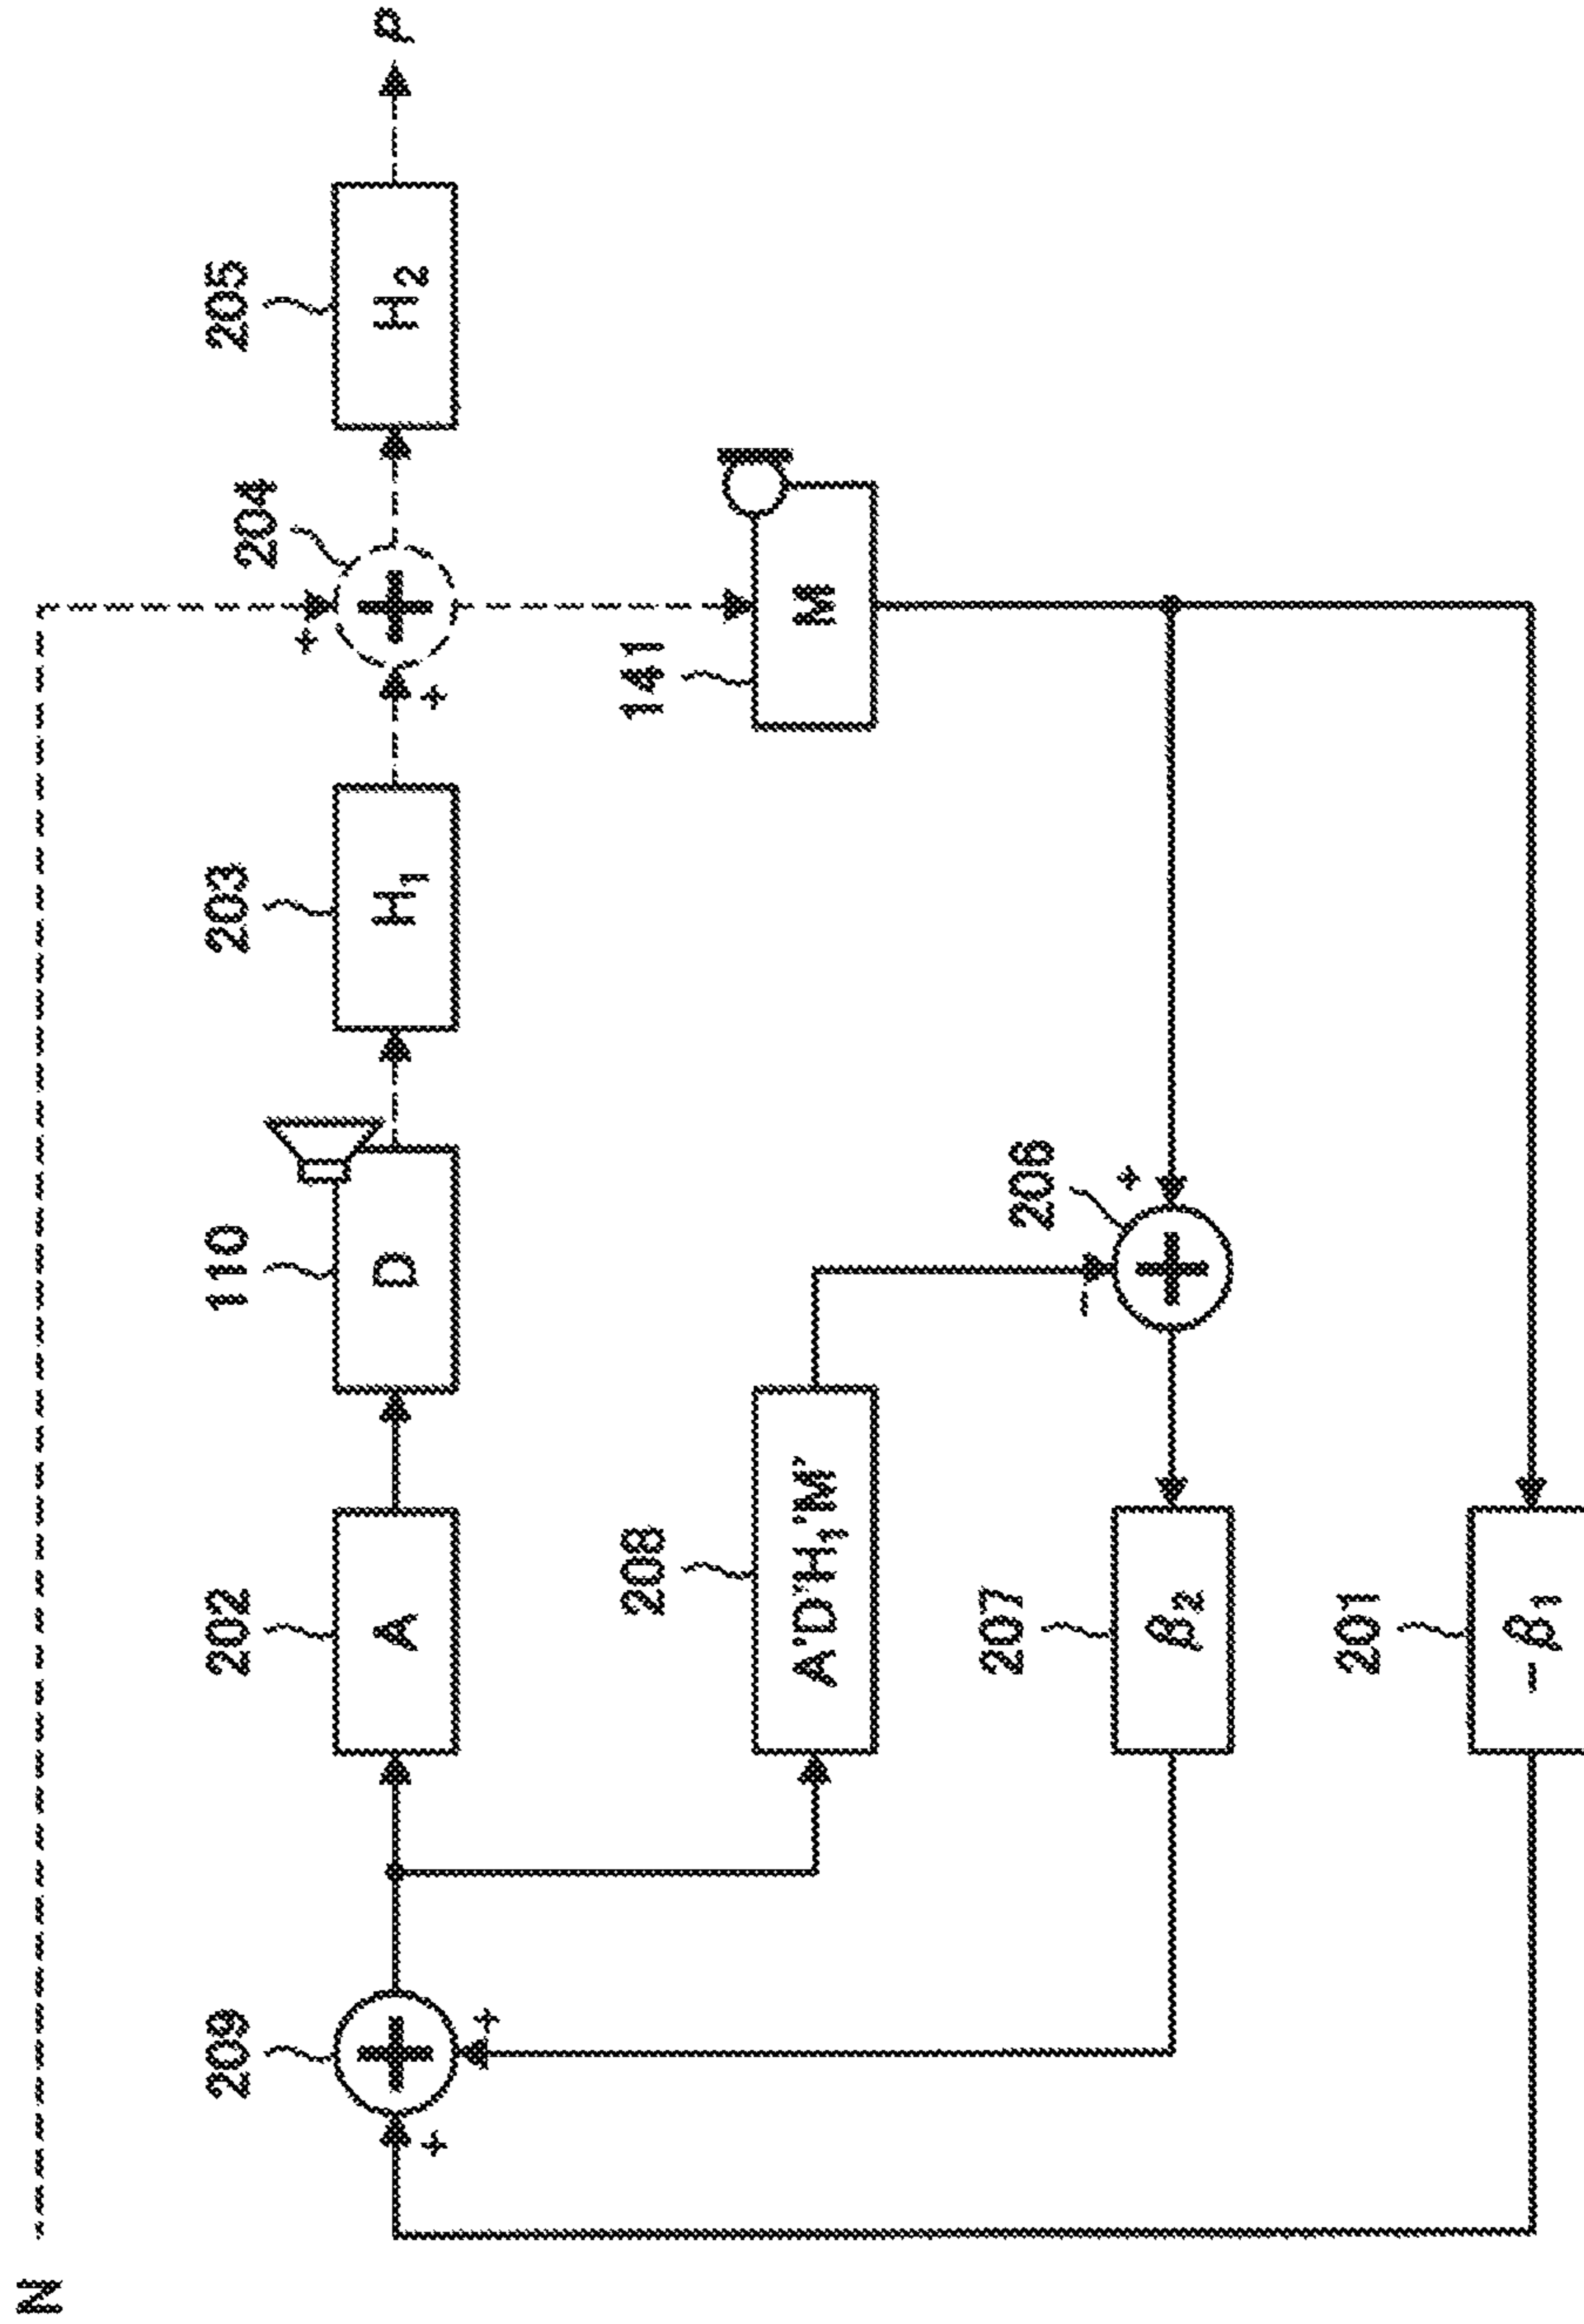 N
209
+
+
202
A
110
D
203
H₁
+
+
204
205
H₂
P
208
A'D'H₁'M'
141
M
207
β₂
206
−
+
201
−β₁